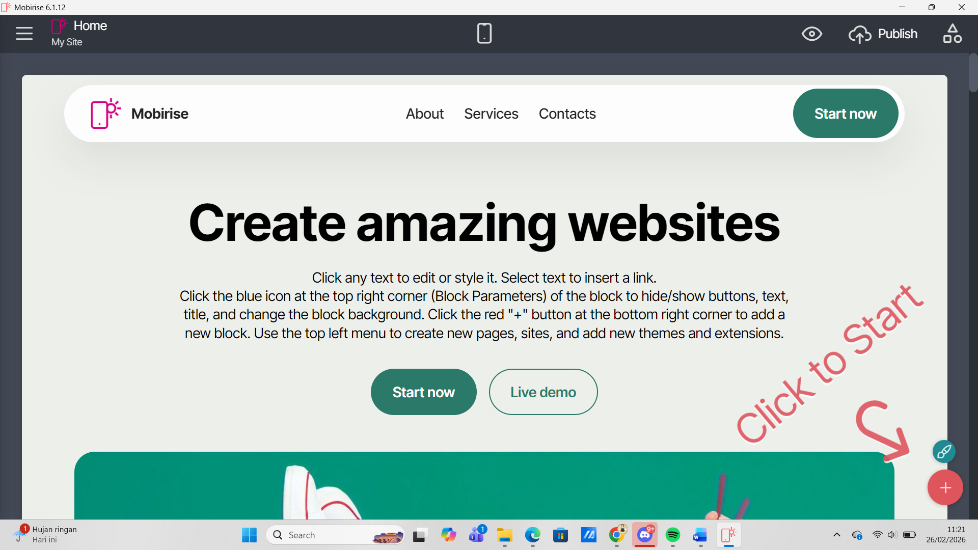 Mobirise 6.1.12
Home
My Site
Publish
Mobirise
About
Services
Contacts
Start now
Create amazing websites
Click any text to edit or style it. Select text to insert a link.
Click the blue icon at the top right corner (Block Parameters) of the block to hide/show buttons, text,
title, and change the block background. Click the red "+" button at the bottom right corner to add a
new block. Use the top left menu to create new pages, sites, and add new themes and extensions.
Start now
Live demo
Click to Start
1
Hujan ringan
Hari ini
Search
1
9+
11:21
26/02/2026